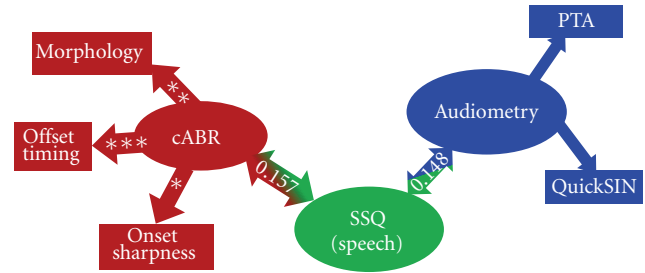 PTA
Morphology
**
Audiometry
Offset
timing
***
cABR
*
0.157
0.148
QuickSIN
SSQ
(speech)
Onset
sharpness